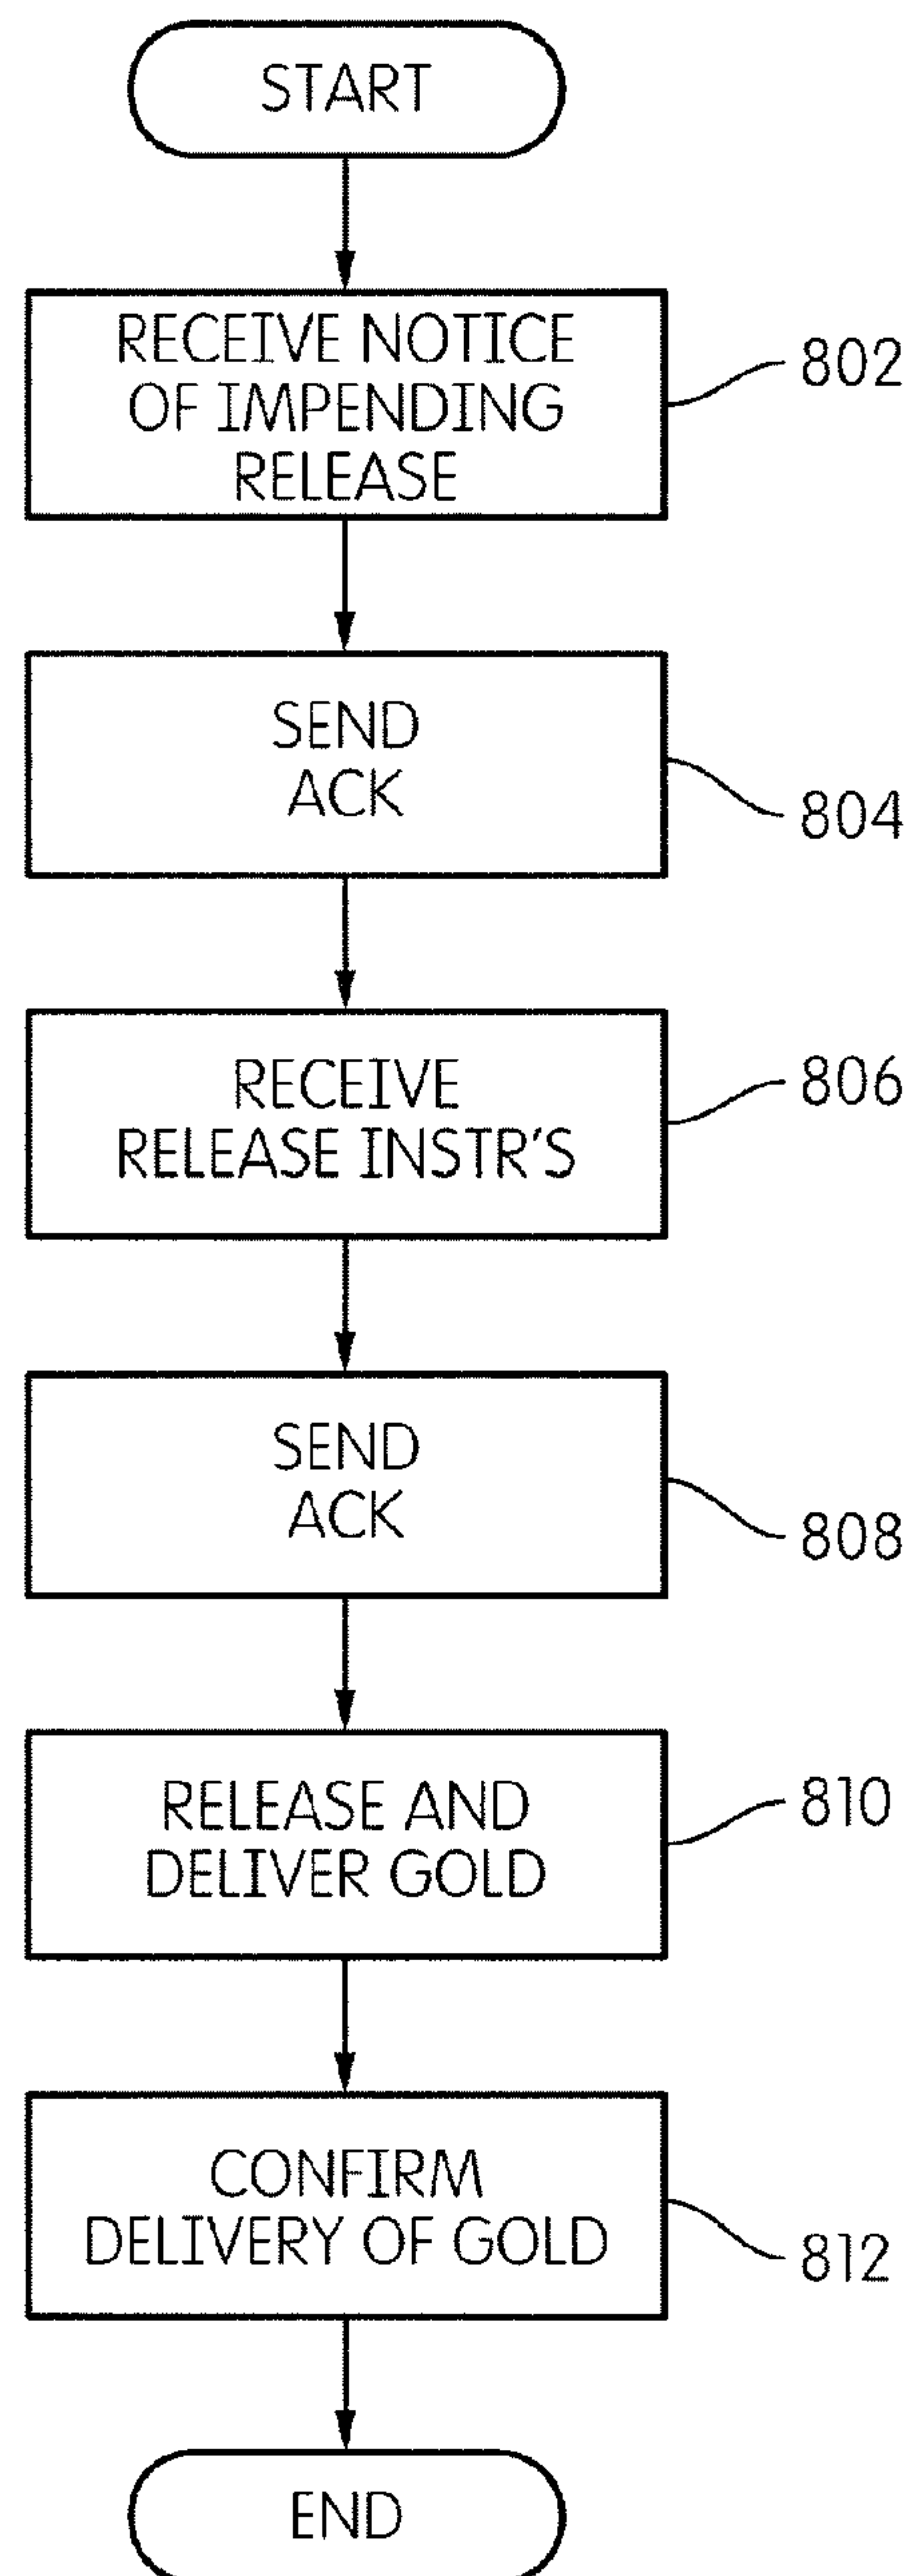 START
RECEIVE NOTICE
OF IMPENDING
RELEASE
802
SEND
ACK
804
RECEIVE
RELEASE INSTR'S
806
SEND
ACK
808
RELEASE AND
DELIVER GOLD
810
CONFIRM
DELIVERY OF GOLD
812
END